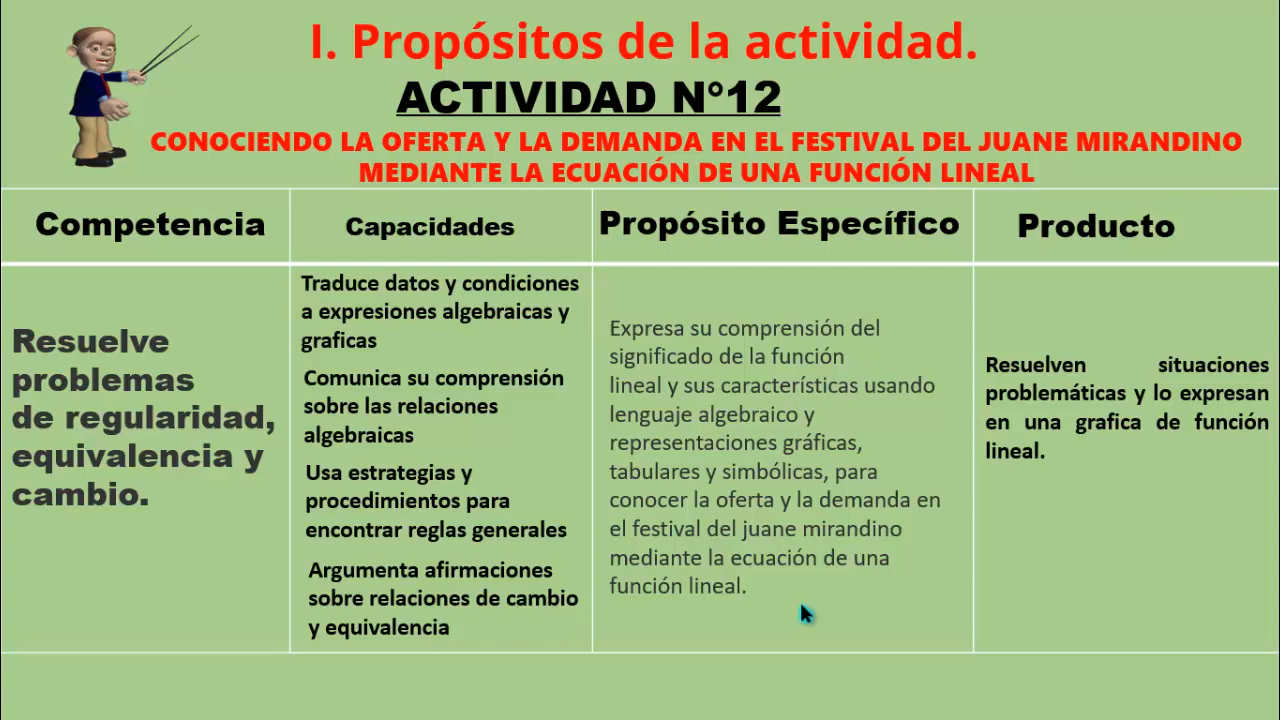 I. Propósitos de la actividad.
ACTIVIDAD N°12
CONOCIENDO LA OFERTA Y LA DEMANDA EN EL FESTIVAL DEL JUANE MIRANDINO
MEDIANTE LA ECUACIÓN DE UNA FUNCIÓN LINEAL
Competencia
Capacidades
Propósito Específico
Producto
Resuelve
problemas
de regularidad,
equivalencia y
cambio.
Traduce datos y condiciones
a expresiones algebraicas y
graficas
Comunica su comprensión
sobre las relaciones
algebraicas
Usa estrategias y
procedimientos para
encontrar reglas generales
Argumenta afirmaciones
sobre relaciones de cambio
y equivalencia
Expresa su comprensión del
significado de la función
lineal y sus características usando
lenguaje algebraico y
representaciones gráficas,
tabulares y simbólicas, para
conocer la oferta y la demanda en
el festival del juane mirandino
mediante la ecuación de una
función lineal.
Resuelven situaciones
problemáticas y lo expresan
en una grafica de función
lineal.